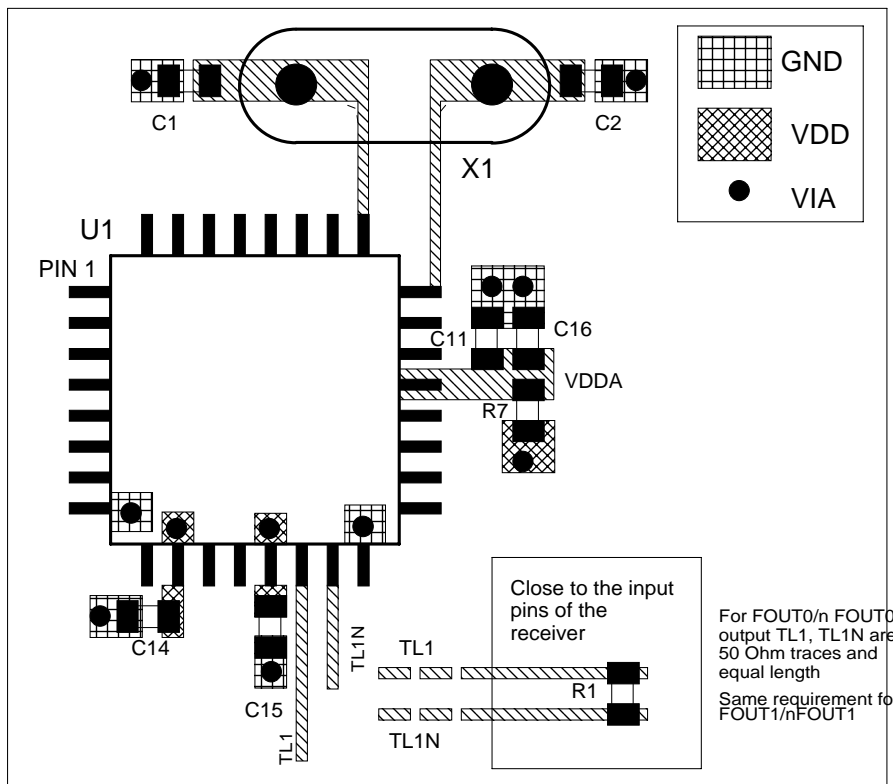 GND
VDD
VIA
C1
C2
X1
U1
PIN 1
C11
C16
VDDA
R7
C14
C15
TL1
TL1N
Close to the input
pins of the
receiver
TL1
R1
TL1N
For FOUT0/n FOUT0
output TL1, TL1N are
50 Ohm traces and
equal length
Same requirement fo
FOUT1/nFOUT1